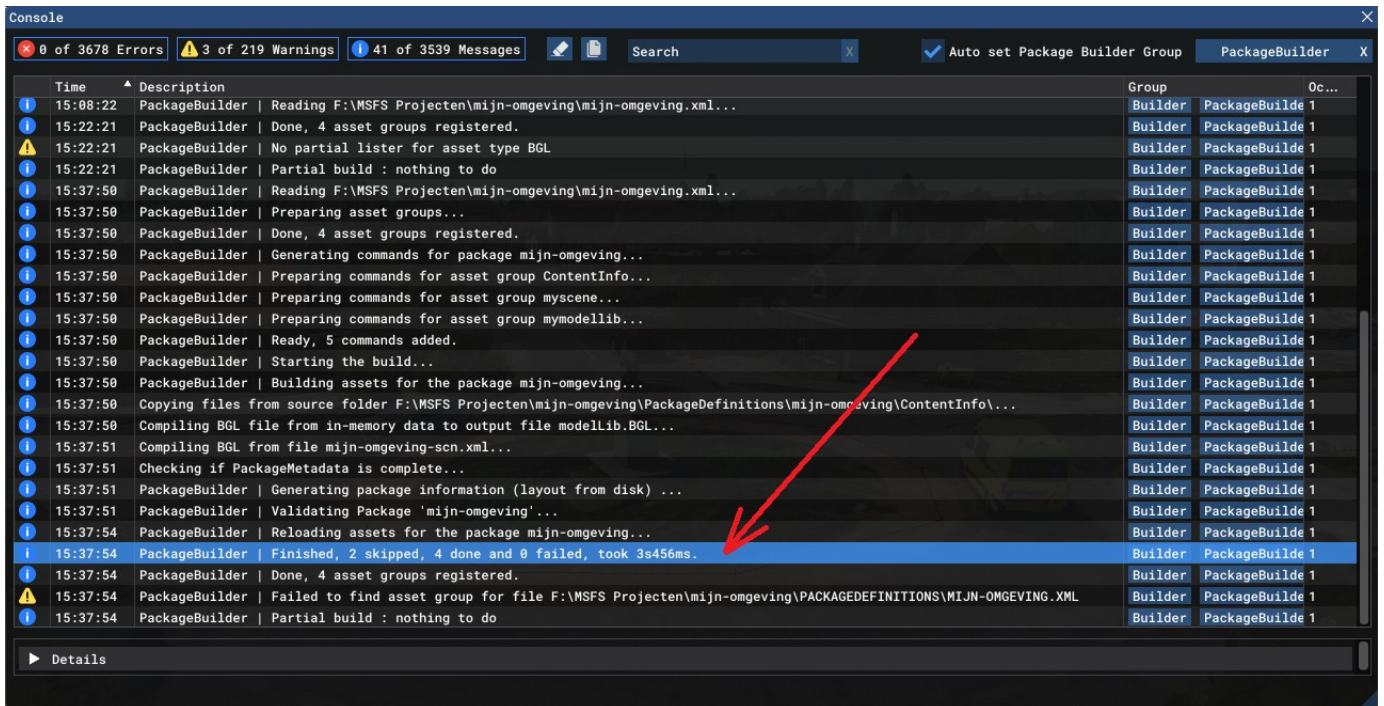 Console
0 of 3678 Errors 3 of 219 Warnings 41 of 3539 Messages Search X Auto set Package Builder Group PackageBuilder X
Time Description Group Oc...
15:08:22 PackageBuilder | Reading F:\MSFS Projecten\mijn-omgeving\mijn-omgeving.xml... Builder PackageBuilde 1
15:22:21 PackageBuilder | Done, 4 asset groups registered. Builder PackageBuilde 1
15:22:21 PackageBuilder | No partial lister for asset type BGL Builder PackageBuilde 1
15:22:21 PackageBuilder | Partial build : nothing to do Builder PackageBuilde 1
15:37:50 PackageBuilder | Reading F:\MSFS Projecten\mijn-omgeving\mijn-omgeving.xml... Builder PackageBuilde 1
15:37:50 PackageBuilder | Preparing asset groups... Builder PackageBuilde 1
15:37:50 PackageBuilder | Done, 4 asset groups registered. Builder PackageBuilde 1
15:37:50 PackageBuilder | Generating commands for package mijn-omgeving... Builder PackageBuilde 1
15:37:50 PackageBuilder | Preparing commands for asset group ContentInfo... Builder PackageBuilde 1
15:37:50 PackageBuilder | Preparing commands for asset group myscene... Builder PackageBuilde 1
15:37:50 PackageBuilder | Preparing commands for asset group mymodellib... Builder PackageBuilde 1
15:37:50 PackageBuilder | Ready, 5 commands added. Builder PackageBuilde 1
15:37:50 PackageBuilder | Starting the build... Builder PackageBuilde 1
15:37:50 PackageBuilder | Building assets for the package mijn-omgeving... Builder PackageBuilde 1
15:37:50 Copying files from source folder F:\MSFS Projecten\mijn-omgeving\PackageDefinitions\mijn-omgeving\ContentInfo\... Builder PackageBuilde 1
15:37:50 Compiling BGL file from in-memory data to output file modelLib.BGL... Builder PackageBuilde 1
15:37:51 Compiling BGL from file mijn-omgeving-scn.xml... Builder PackageBuilde 1
15:37:51 Checking if PackageMetadata is complete... Builder PackageBuilde 1
15:37:51 PackageBuilder | Generating package information (layout from disk) ... Builder PackageBuilde 1
15:37:51 PackageBuilder | Validating Package 'mijn-omgeving'... Builder PackageBuilde 1
15:37:54 PackageBuilder | Reloading assets for the package mijn-omgeving... Builder PackageBuilde 1
15:37:54 PackageBuilder | Finished, 2 skipped, 4 done and 0 failed, took 3s456ms. Builder PackageBuilde 1
15:37:54 PackageBuilder | Done, 4 asset groups registered. Builder PackageBuilde 1
15:37:54 PackageBuilder | Failed to find asset group for file F:\MSFS Projecten\mijn-omgeving\PACKAGEDEFINITIONS\MIJN-OMGEVING.XML Builder PackageBuilde 1
15:37:54 PackageBuilder | Partial build : nothing to do Builder PackageBuilde 1
Details